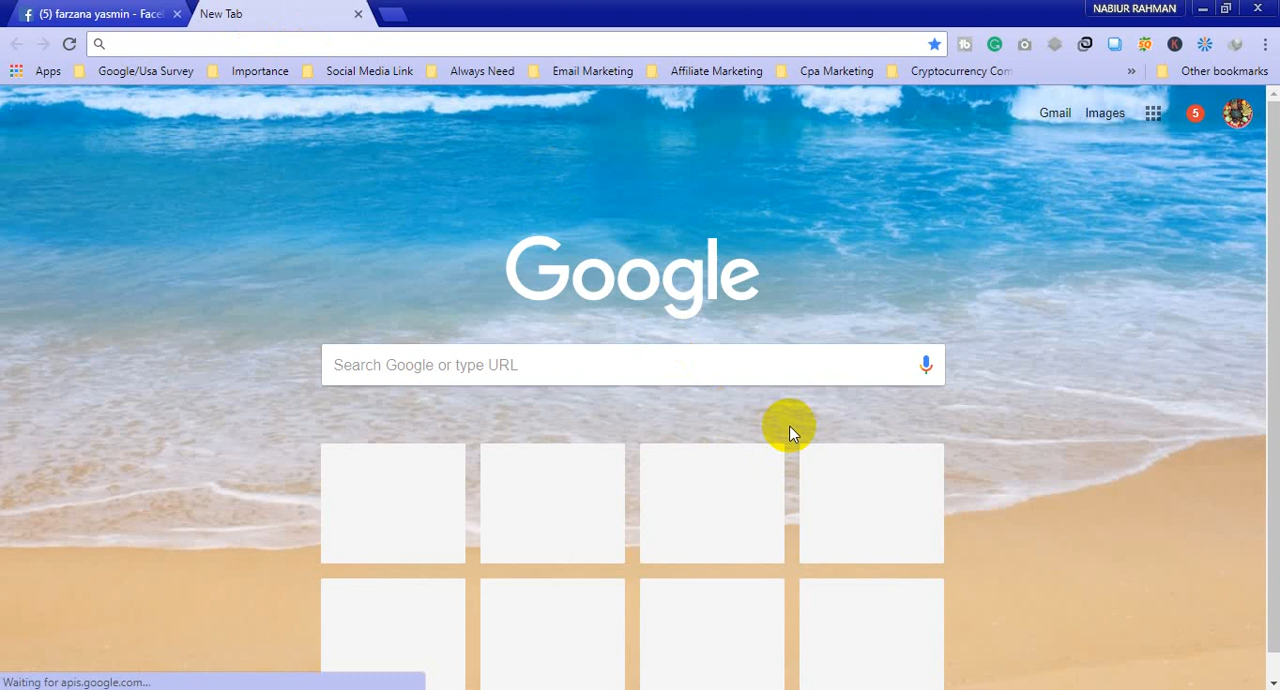 (5) farzana yasmin - Face
New Tab
NABIUR RAHMAN
Apps
Google/Usa Survey
Importance
Social Media Link
Always Need
Email Marketing
Affiliate Marketing
Cpa Marketing
Cryptocurrency Com
»
Other bookmarks
Gmail
Images
5
Google
Search Google or type URL
Waiting for apis.google.com...